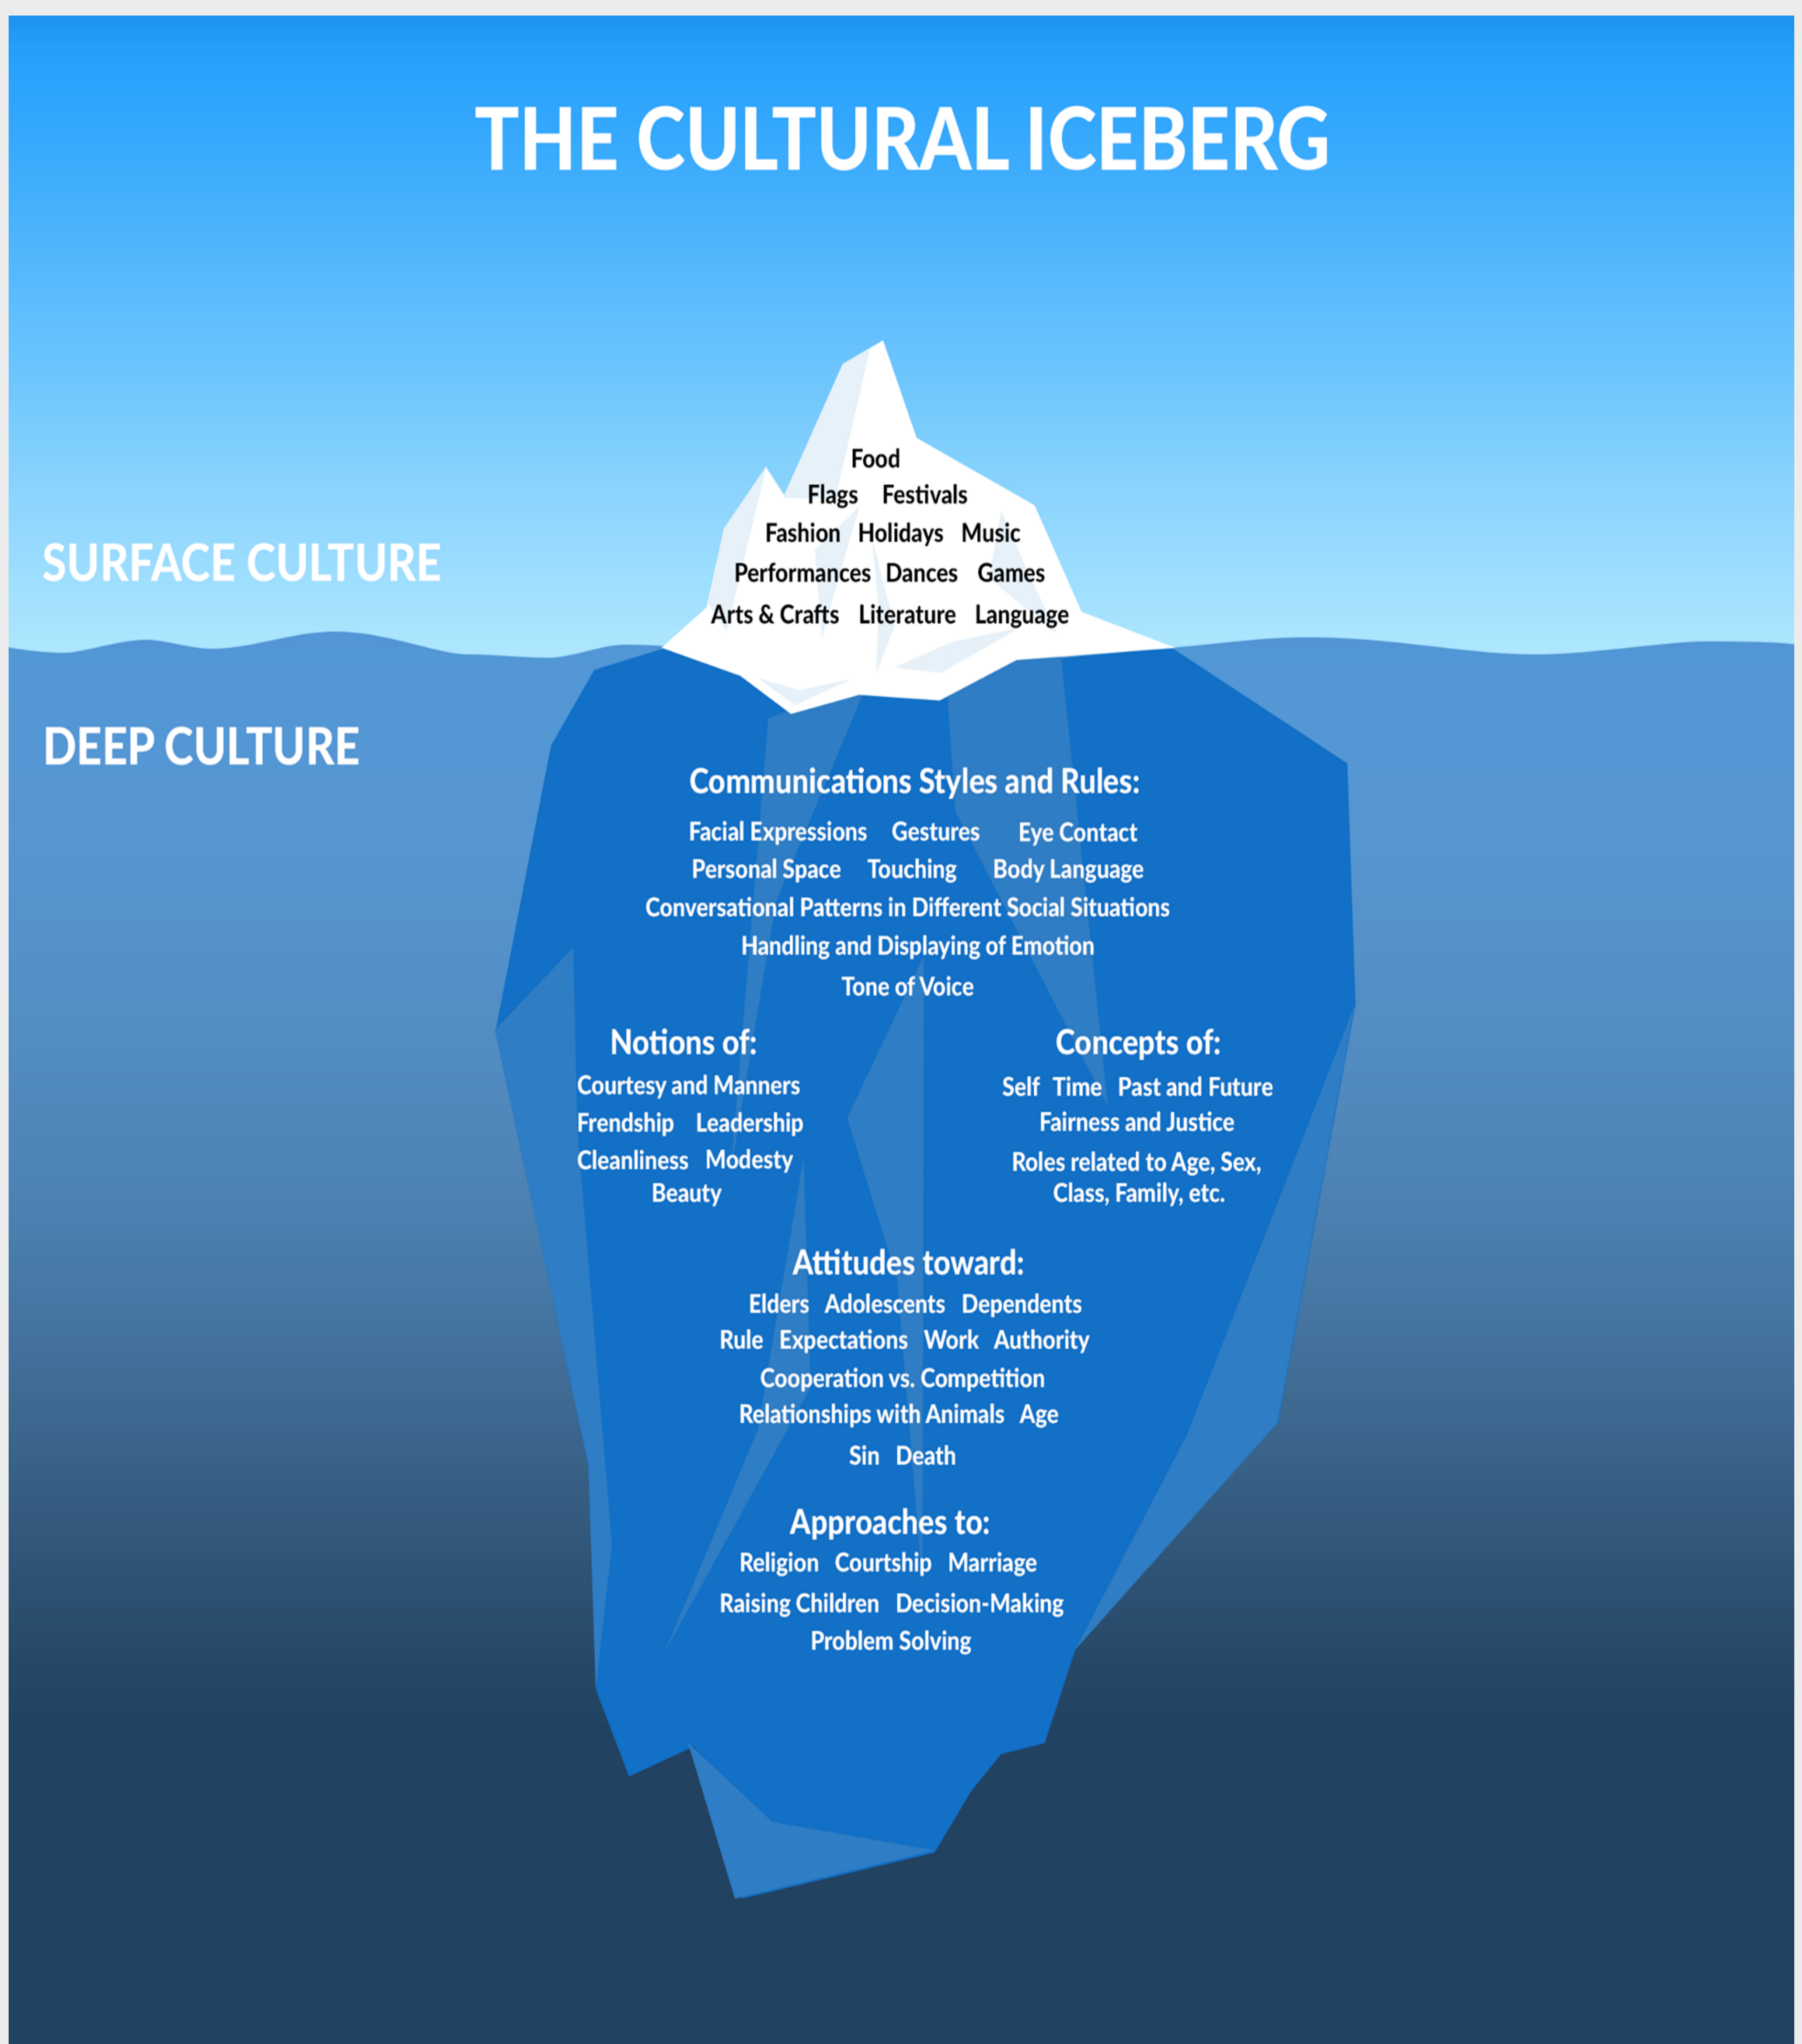 THE CULTURAL ICEBERG
Food
Flags Festivals
Fashion Holidays Music
Performances Dances Games
Arts & Crafts Literature Language
SURFACE CULTURE
DEEP CULTURE
Communications Styles and Rules:
Facial Expressions Gestures Eye Contact
Personal Space Touching Body Language
Conversational Patterns in Different Social Situations
Handling and Displaying of Emotion
Tone of Voice
Notions of:
Courtesy and Manners
Frendship Leadership
Cleanliness Modesty
Beauty
Concepts of:
Self Time Past and Future
Fairness and Justice
Roles related to Age, Sex,
Class, Family, etc.
Attitudes toward:
Elders Adolescents Dependents
Rule Expectations Work Authority
Cooperation vs. Competition
Relationships with Animals Age
Sin Death
Approaches to:
Religion Courtship Marriage
Raising Children Decision-Making
Problem Solving